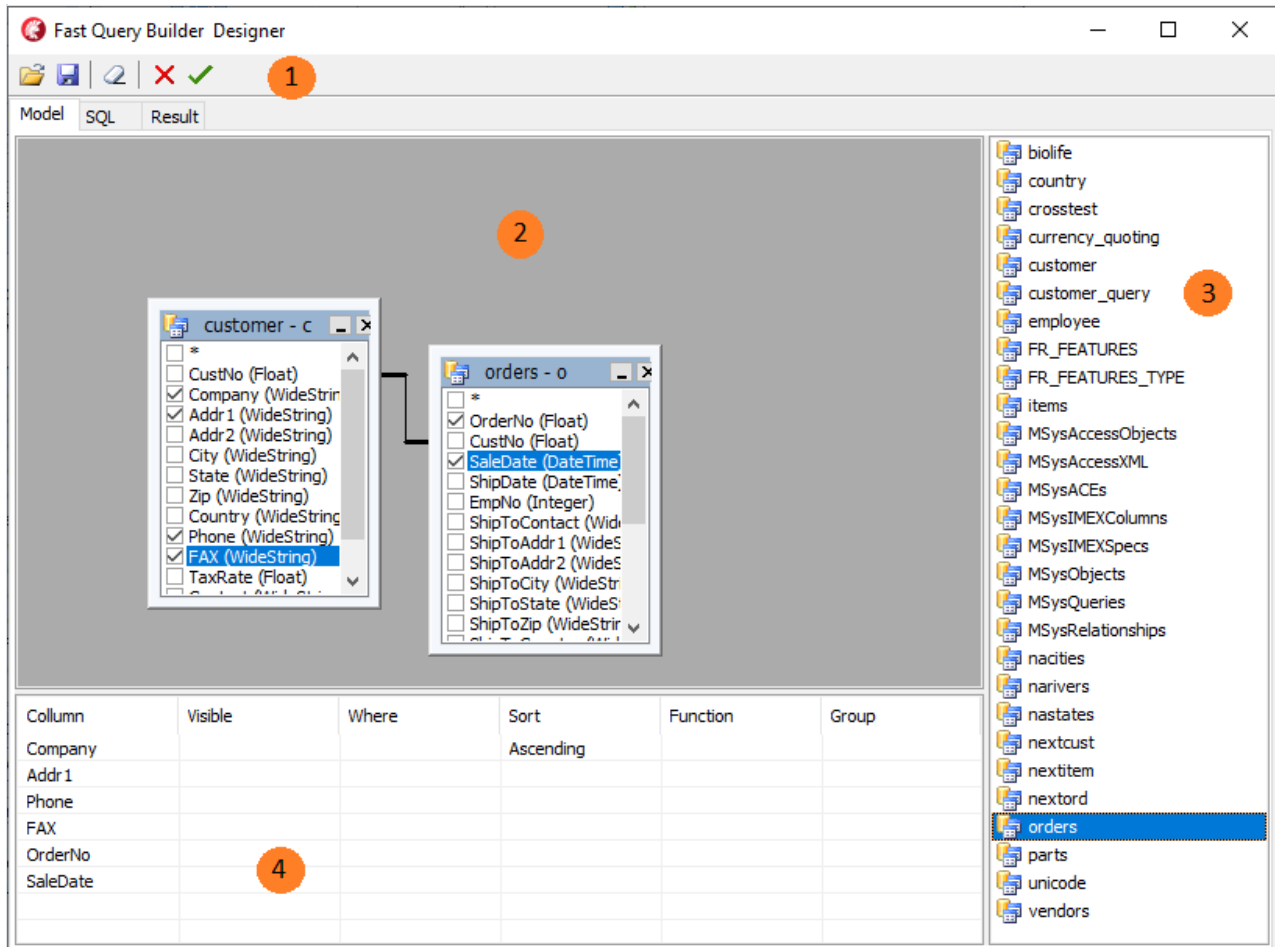 Fast Query Builder Designer
1
Model SQL Result
2
customer - c
*
CustNo (Float)
Company (WideStrin
Addr1 (WideString)
Addr2 (WideString)
City (WideString)
State (WideString)
Zip (WideString)
Country (WideString
Phone (WideString)
FAX (WideString)
TaxRate (Float)
orders - o
*
OrderNo (Float)
CustNo (Float)
SaleDate (DateTime
ShipDate (DateTime)
EmpNo (Integer)
ShipToContact (Wide
ShipToAddr1 (WideS
ShipToAddr2 (WideS
ShipToCity (WideStri
ShipToState (WideSt
ShipToZip (WideStrir
biolife
country
crosstest
currency_quoting
customer
customer_query
3
employee
FR_FEATURES
FR_FEATURES_TYPE
items
MSysAccessObjects
MSysAccessXML
MSysACEs
MSysIMEXColumns
MSysIMEXSpecs
MSysObjects
MSysQueries
MSysRelationships
nacities
narivers
nastates
nextcust
nextitem
nextord
orders
parts
unicode
vendors
Collumn Visible Where Sort Function Group
Company Ascending
Addr1
Phone
FAX
OrderNo
4
SaleDate